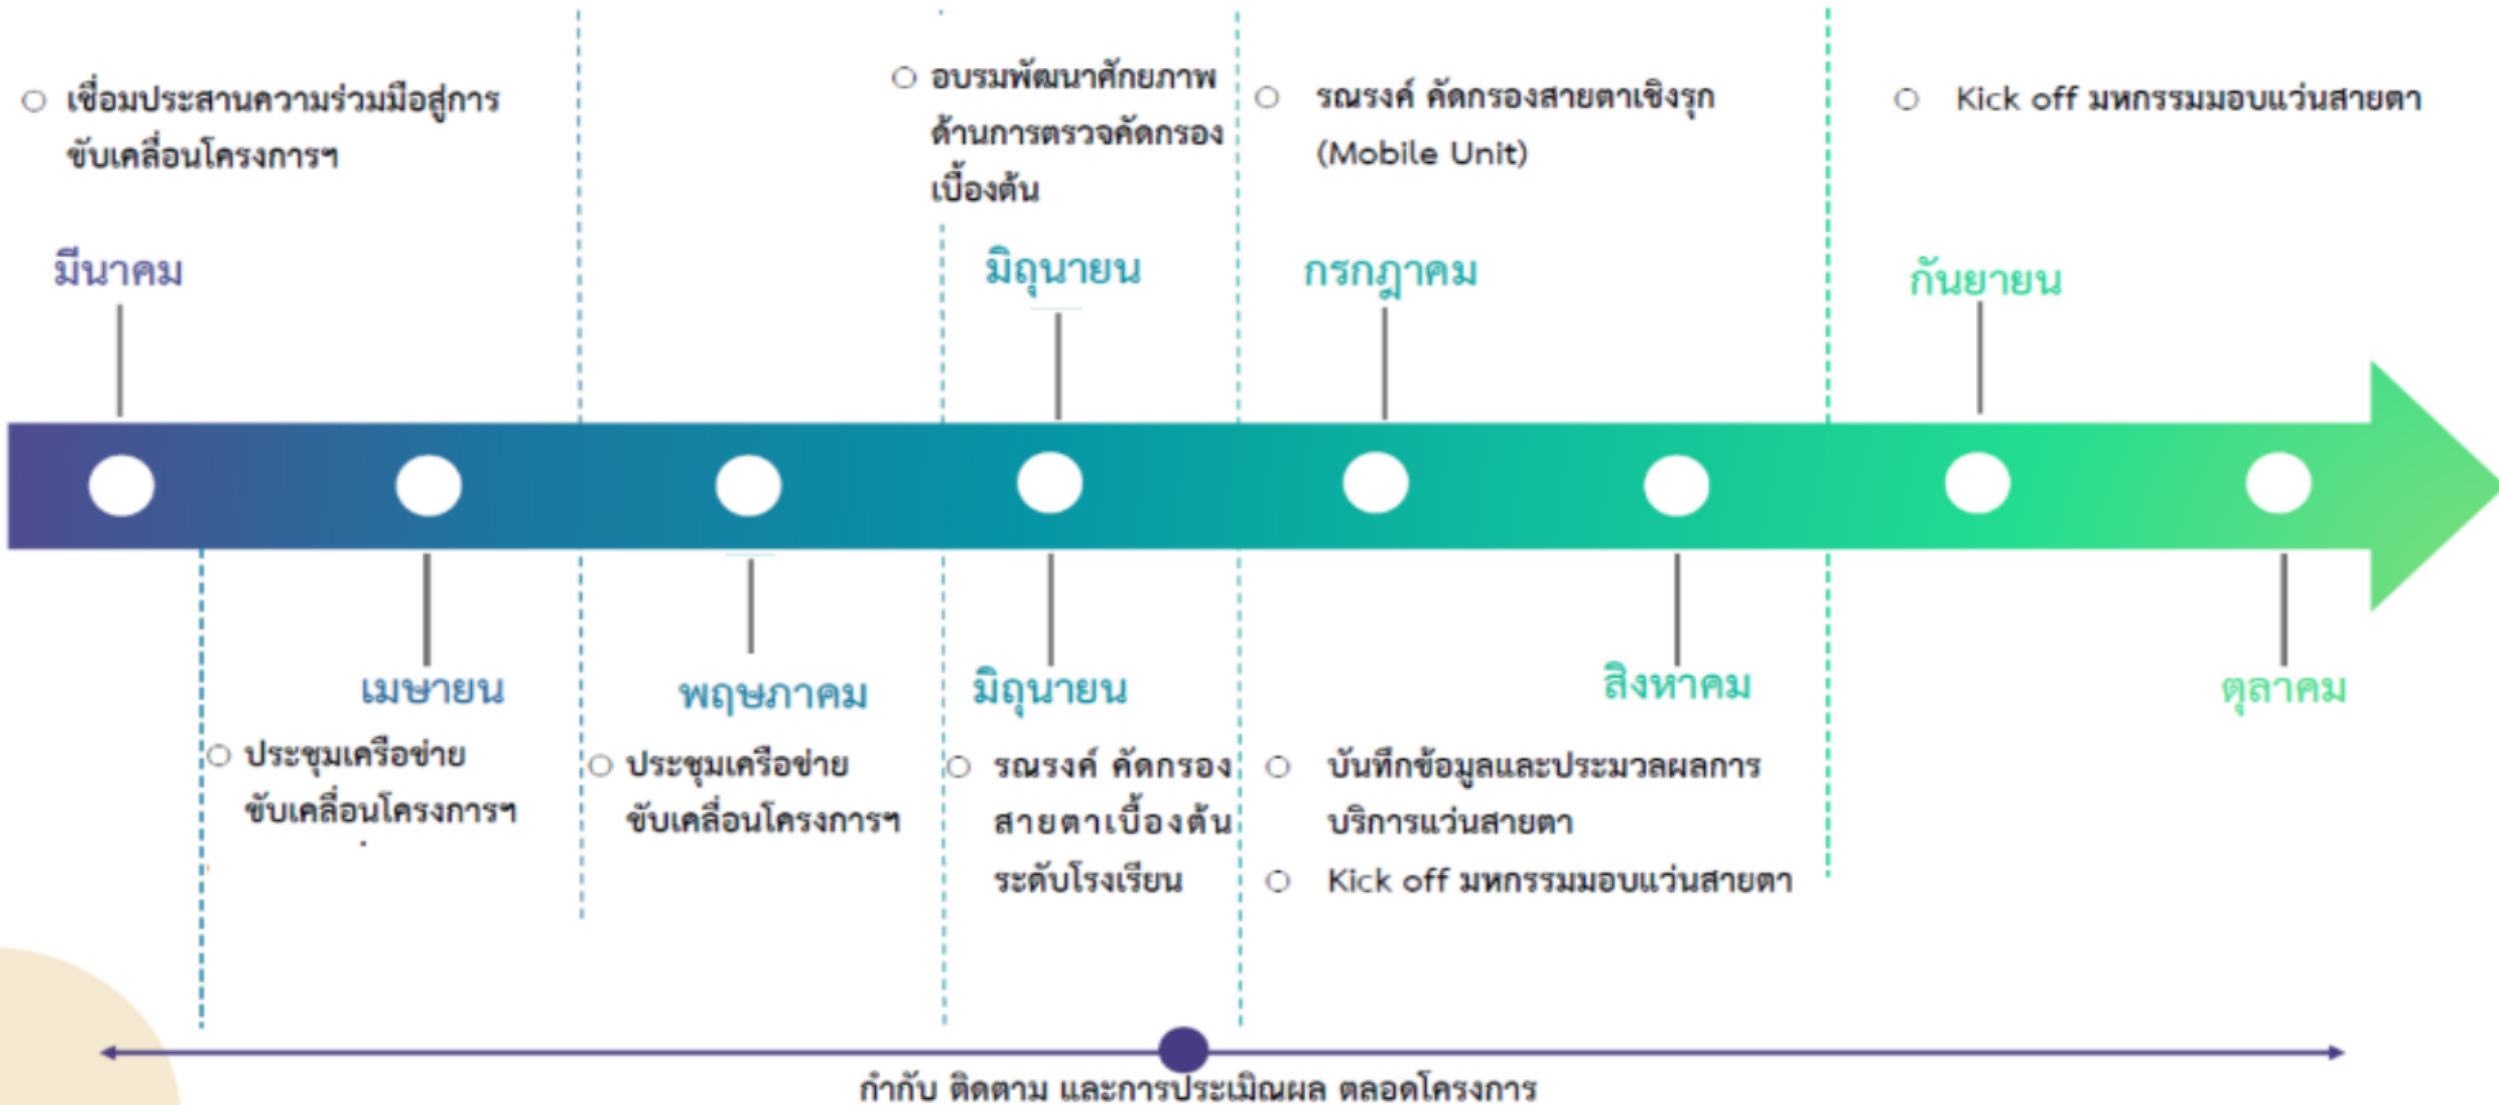 เชื่อมประสานความร่วมมือสู่การ
ขับเคลื่อนโครงการฯ
อบรมพัฒนาศักยภาพ
ด้านการตรวจคัดกรอง
เบื้องต้น
รณรงค์ คัดกรองสายตาเชิงรุก
(Mobile Unit)
Kick off มหกรรมมอบแว่นสายตา
มีนาคม
มิถุนายน
กรกฎาคม
กันยายน
เมษายน
ประชุมเครือข่าย
ขับเคลื่อนโครงการฯ
พฤษภาคม
ประชุมเครือข่าย
ขับเคลื่อนโครงการฯ
มิถุนายน
รณรงค์ คัดกรอง
สายตาเบื้องต้น
ระดับโรงเรียน
สิงหาคม
บันทึกข้อมูลและประมวลผลการ
บริการแว่นสายตา
Kick off มหกรรมมอบแว่นสายตา
ตุลาคม
กำกับ ติดตาม และการประเมิณผล ตลอดโครงการ